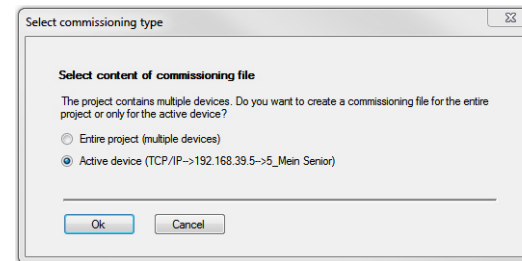 Select commissioning type
Select content of commissioning file
The project contains multiple devices. Do you want to create a commissioning file for the entire
project or only for the active device?
Entire project (multiple devices)
Active device (TCP/IP-->192.168.39.5-->5_Mein Senior)
Ok
Cancel